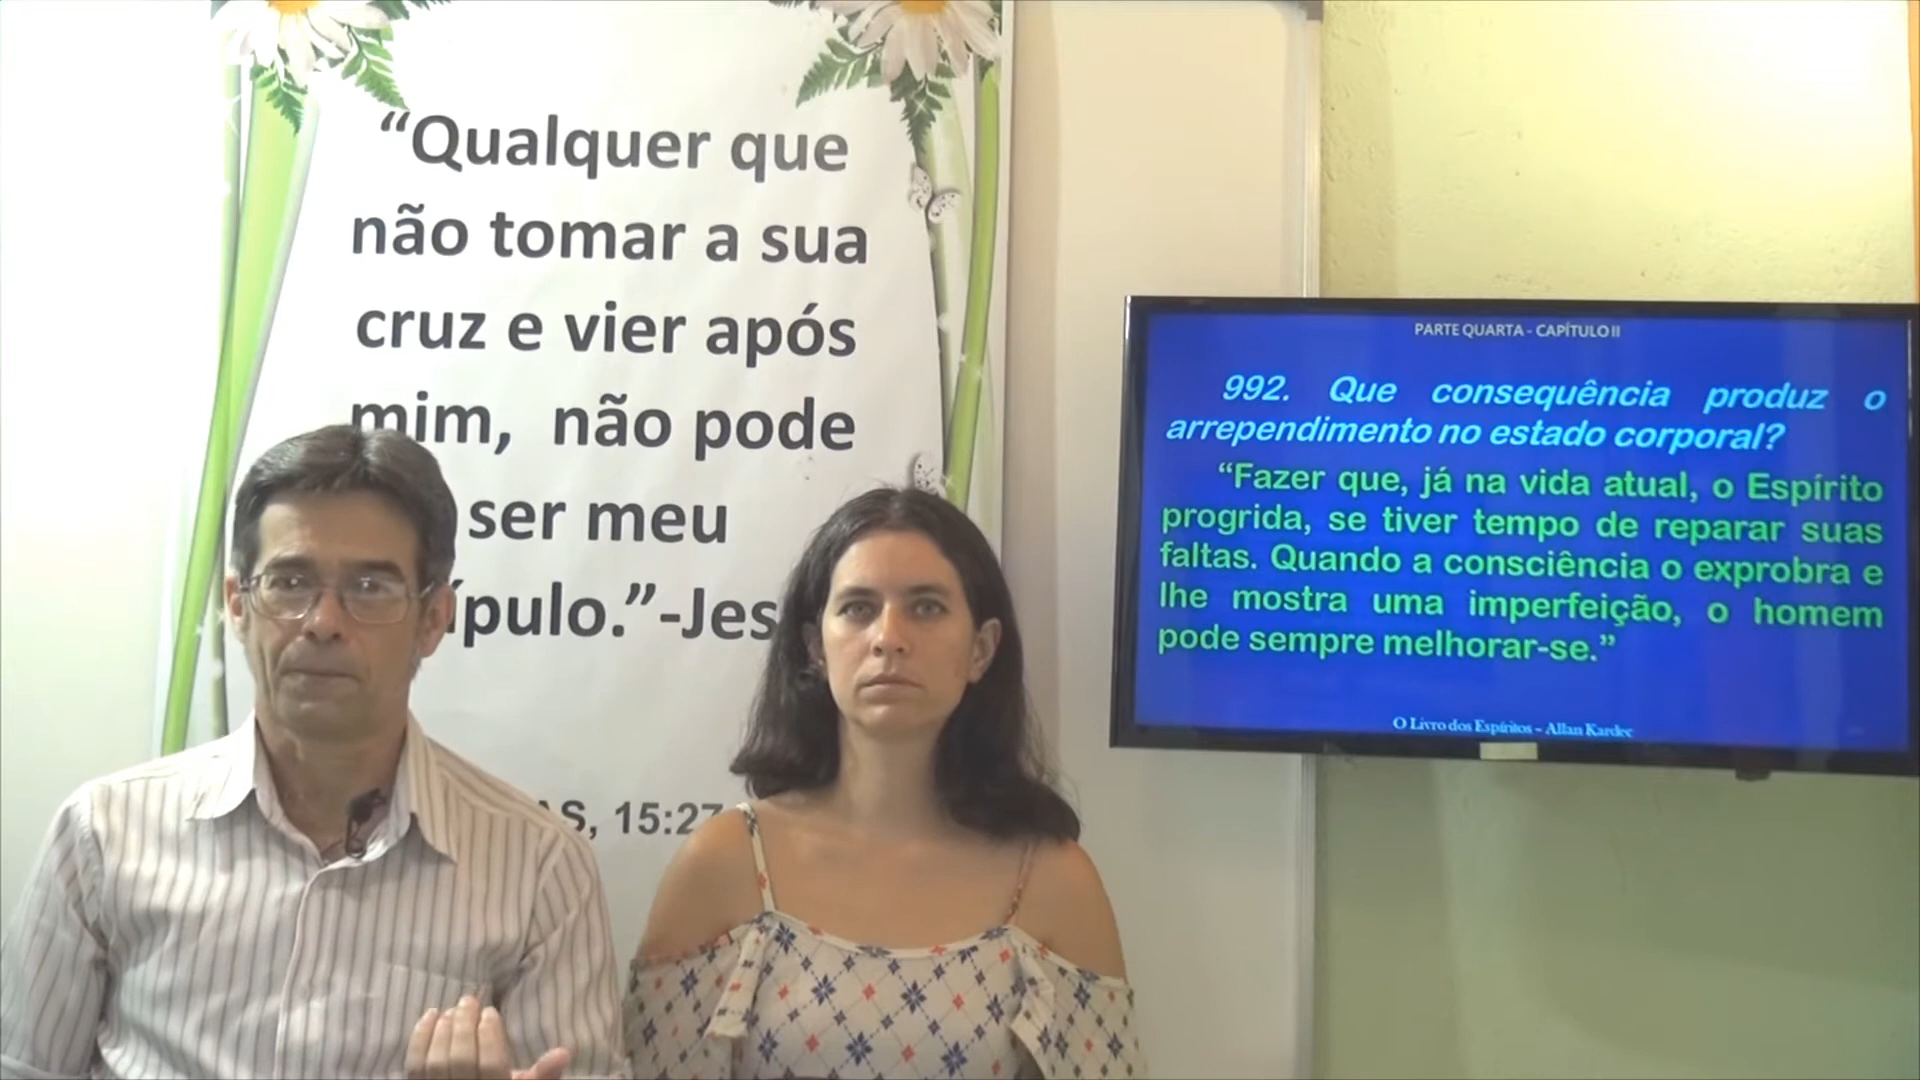 “Qualquer que
não tomar a sua
cruz e vier após
mim, não pode
ser meu
ípulo.”-Jes
AS, 15:27
PARTE QUARTA - CAPÍTULO II
992. Que consequência produz o
arrependimento no estado corporal?
“Fazer que, já na vida atual, o Espírito
progrida, se tiver tempo de reparar suas
faltas. Quando a consciência o exprobra e
lhe mostra uma imperfeição, o homem
pode sempre melhorar-se.”
O Livro dos Espíritos – Allan Kardec